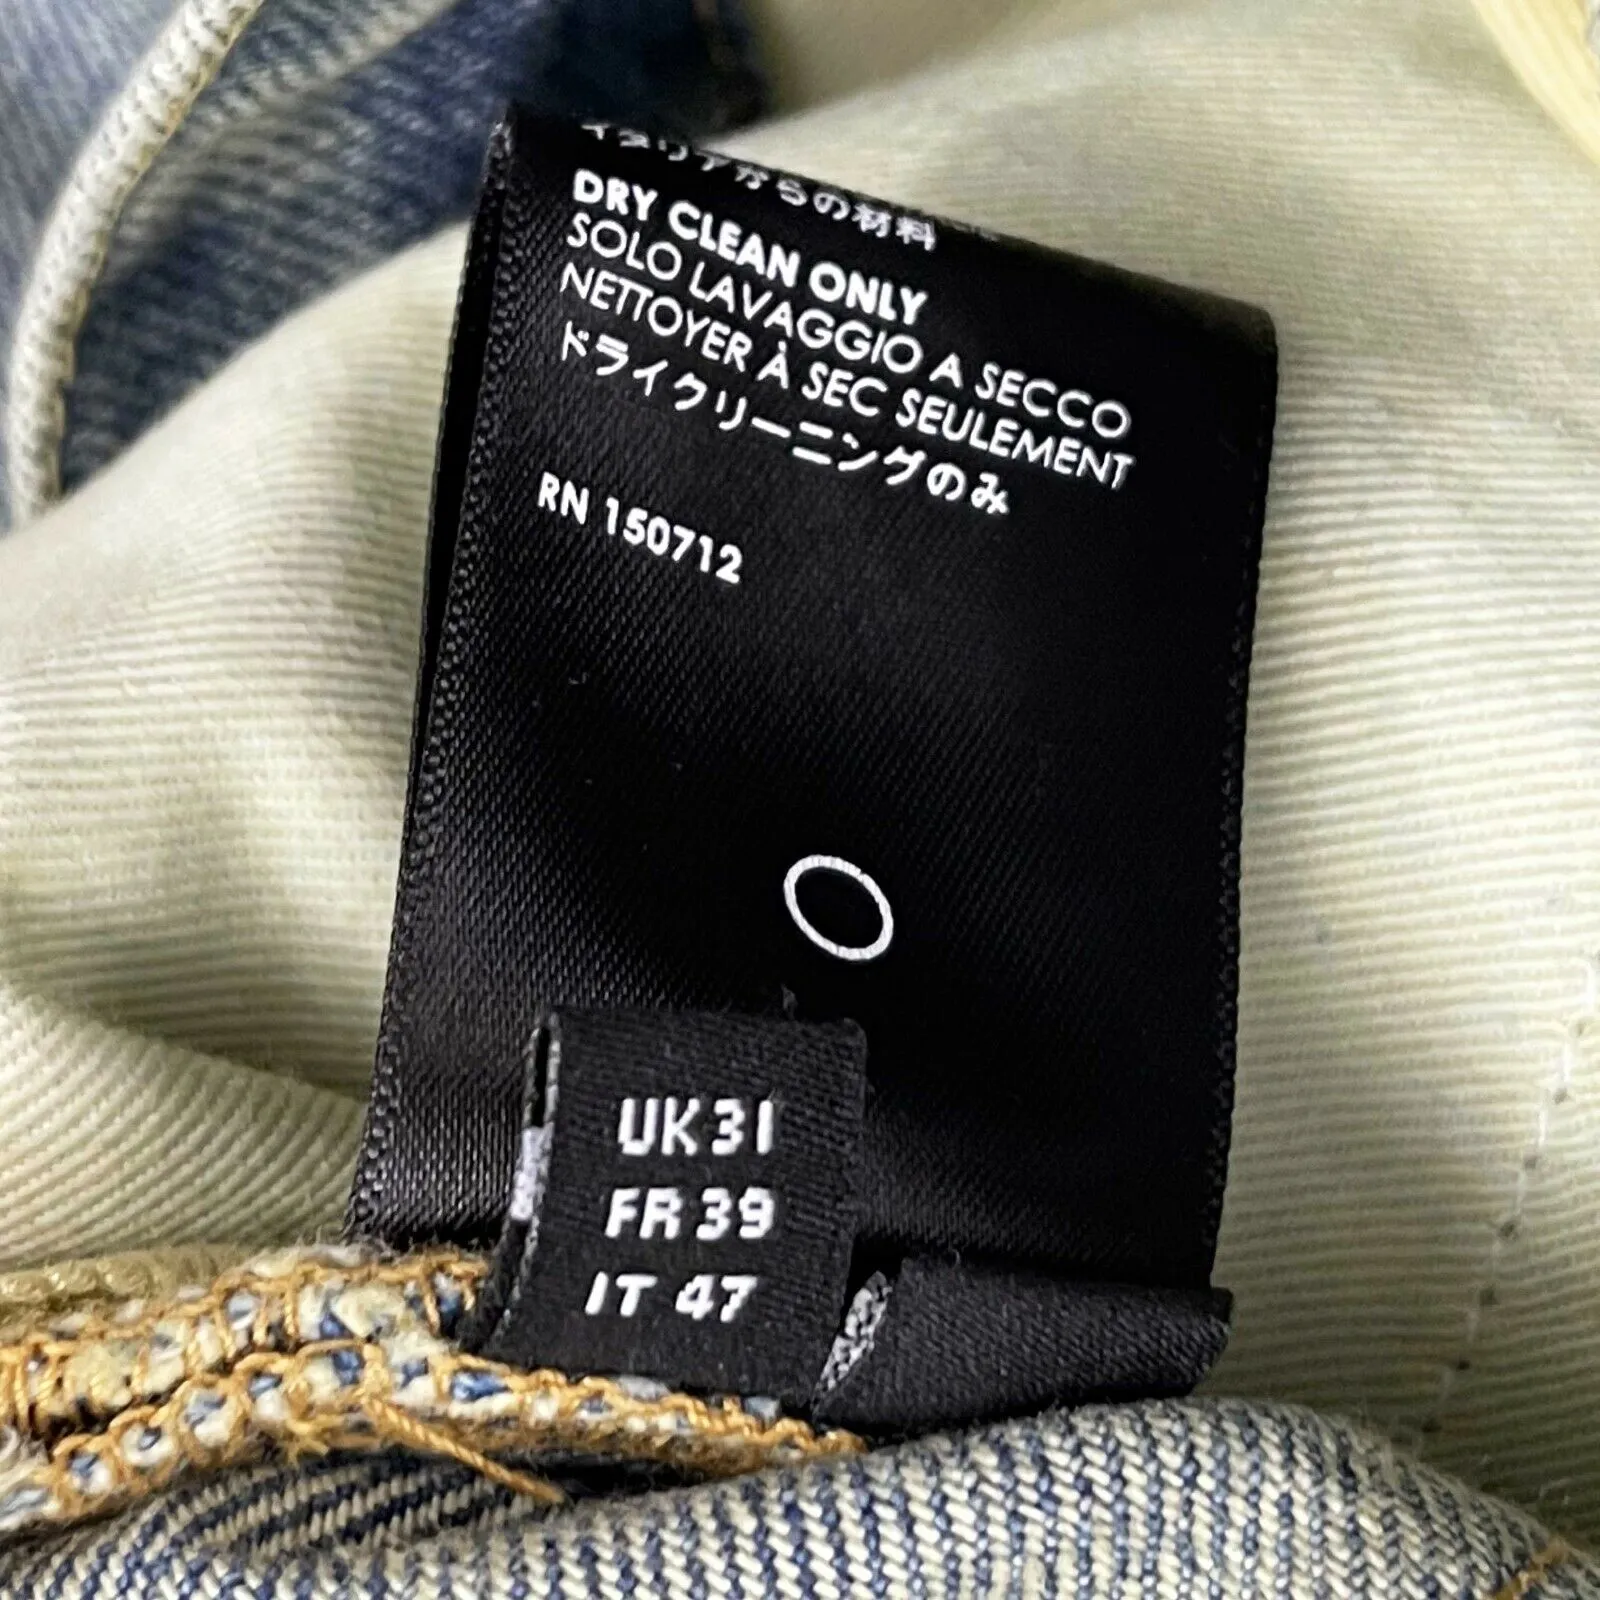 イタリアからの材料
DRY CLEAN ONLY
SOLO LAVAGGIO A SECCO
NETTOYER À SEC SEULEMENT
ドライクリーニングのみ
RN 150712
UK 31
FR 39
IT 47